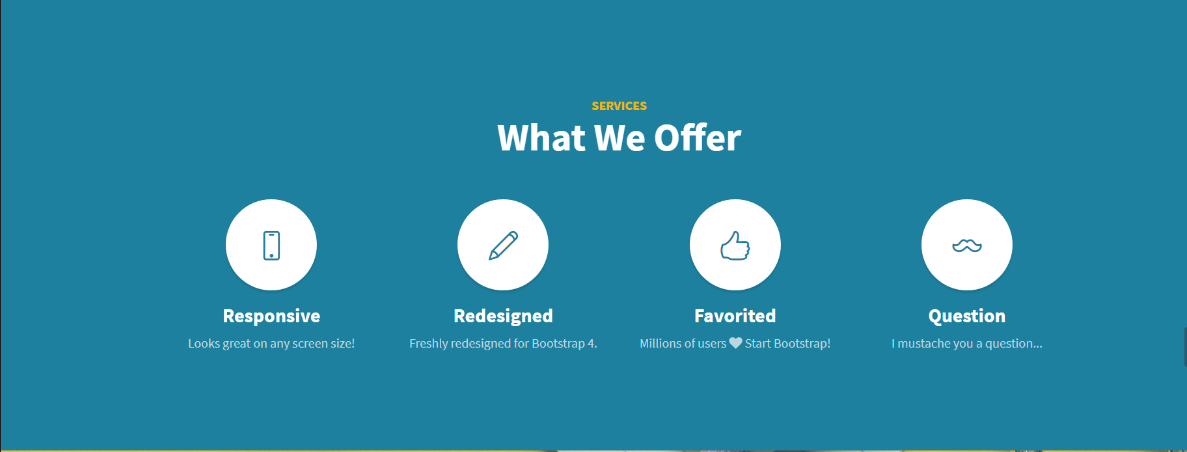 SERVICES
What We Offer
Responsive
Looks great on any screen size!
Redesigned
Freshly redesigned for Bootstrap 4.
Favorited
Millions of users ♥ Start Bootstrap!
Question
I mustache you a question...